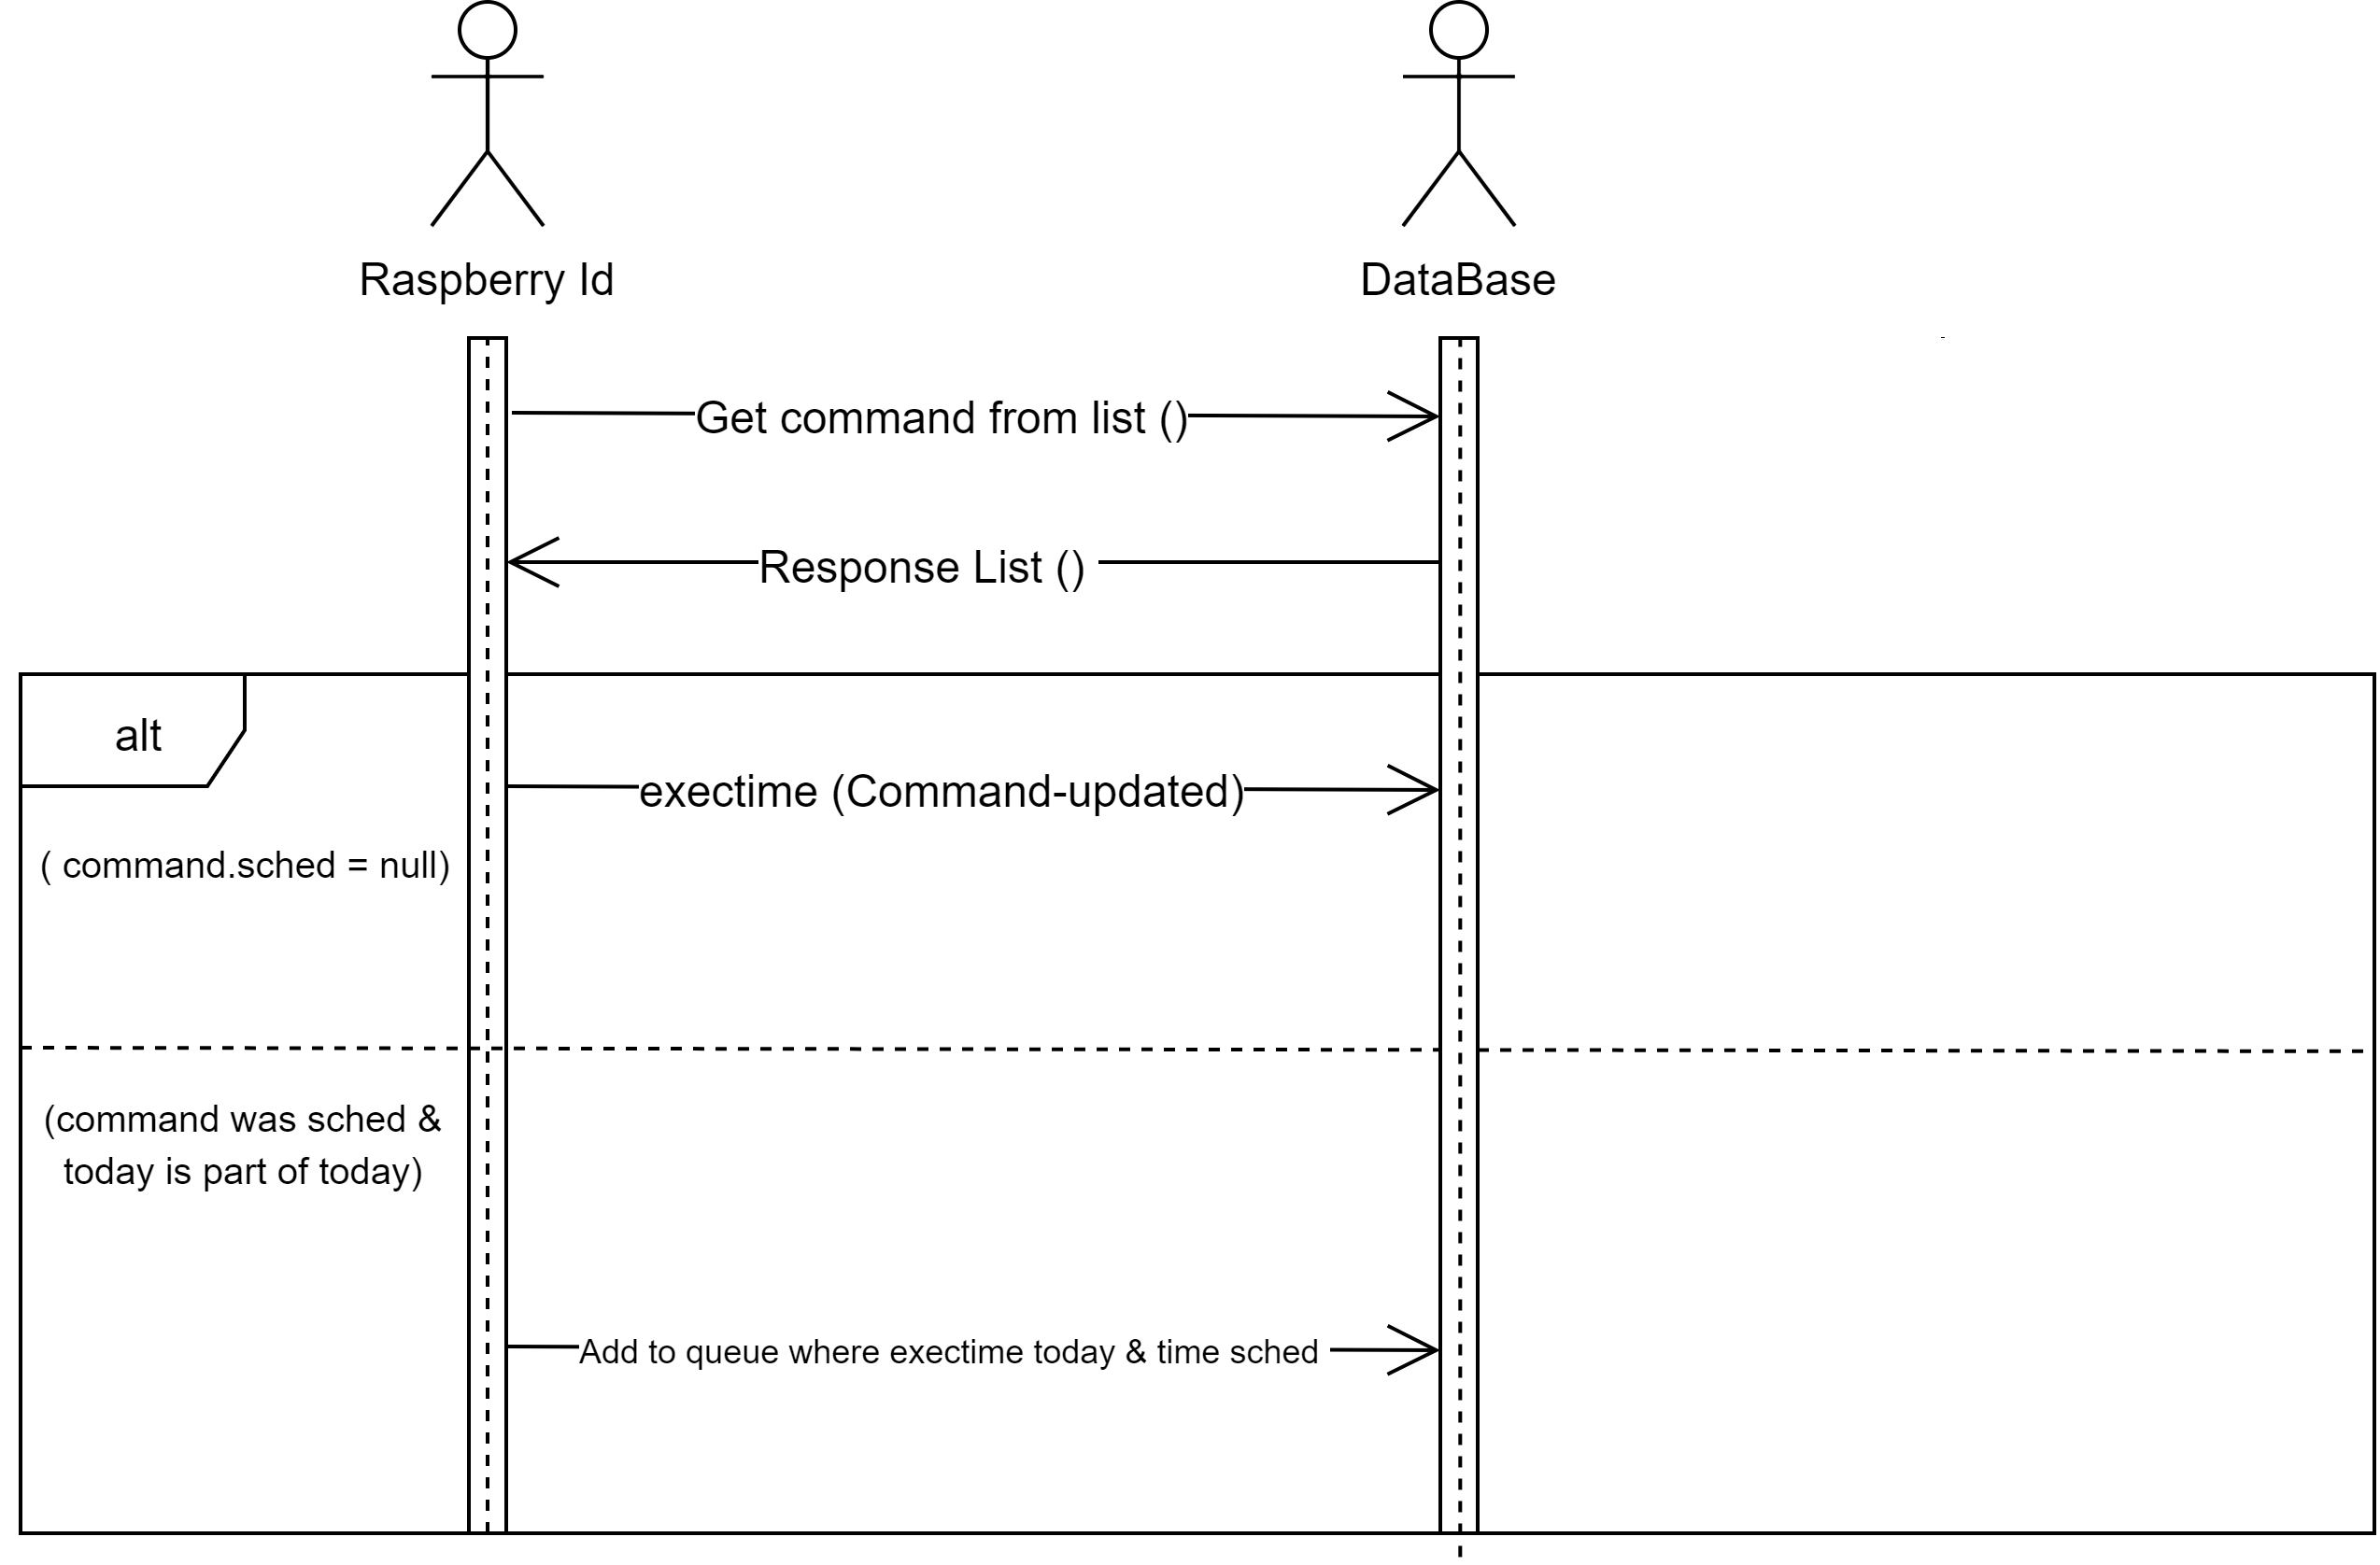 Raspberry Id
DataBase
Get command from list ()
Response List ()
alt
exectime (Command-updated)
( command.sched = null)
(command was sched &
today is part of today)
Add to queue where exectime today & time sched